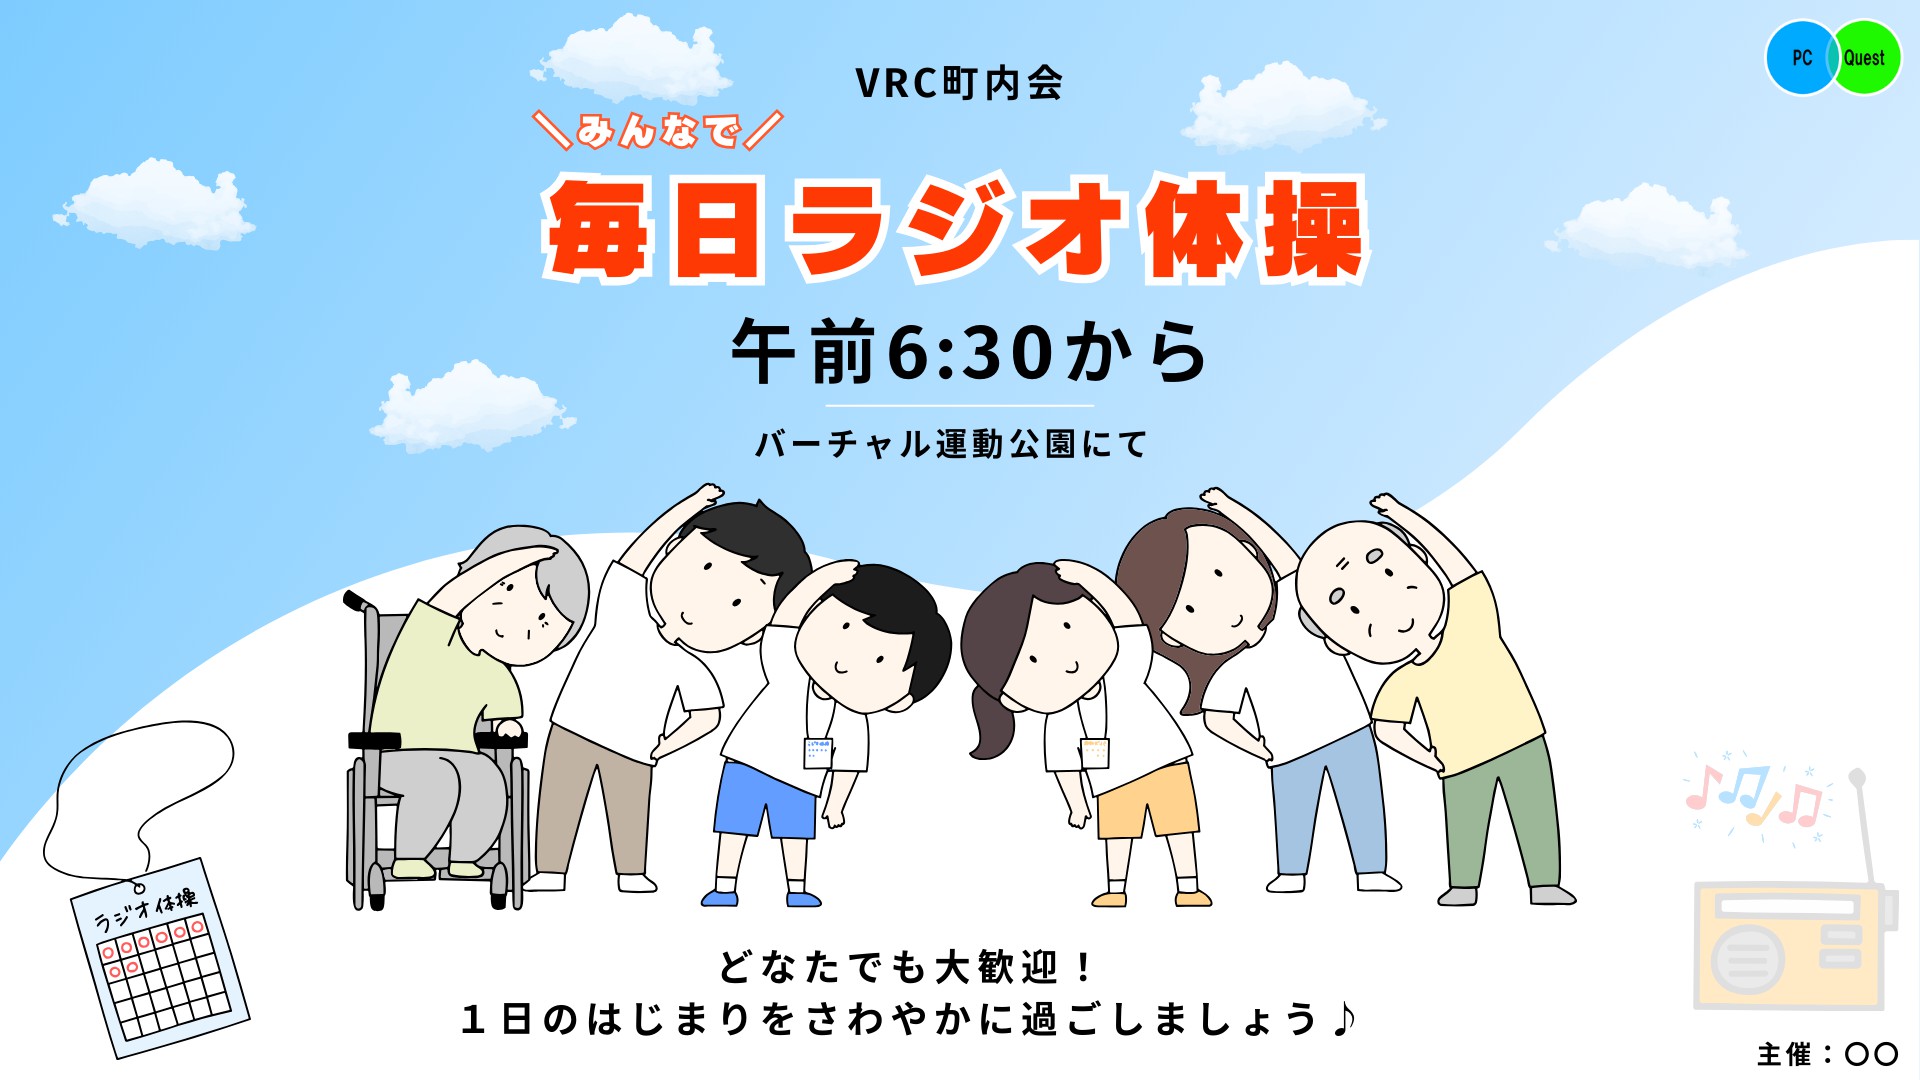 PC Quest
VRC町内会
＼みんなで／
毎日ラジオ体操
午前6:30から
バーチャル運動公園にて
ラジオ体操
どなたでも大歓迎！
１日のはじまりをさわやかに過ごしましょう♪
主催：〇〇